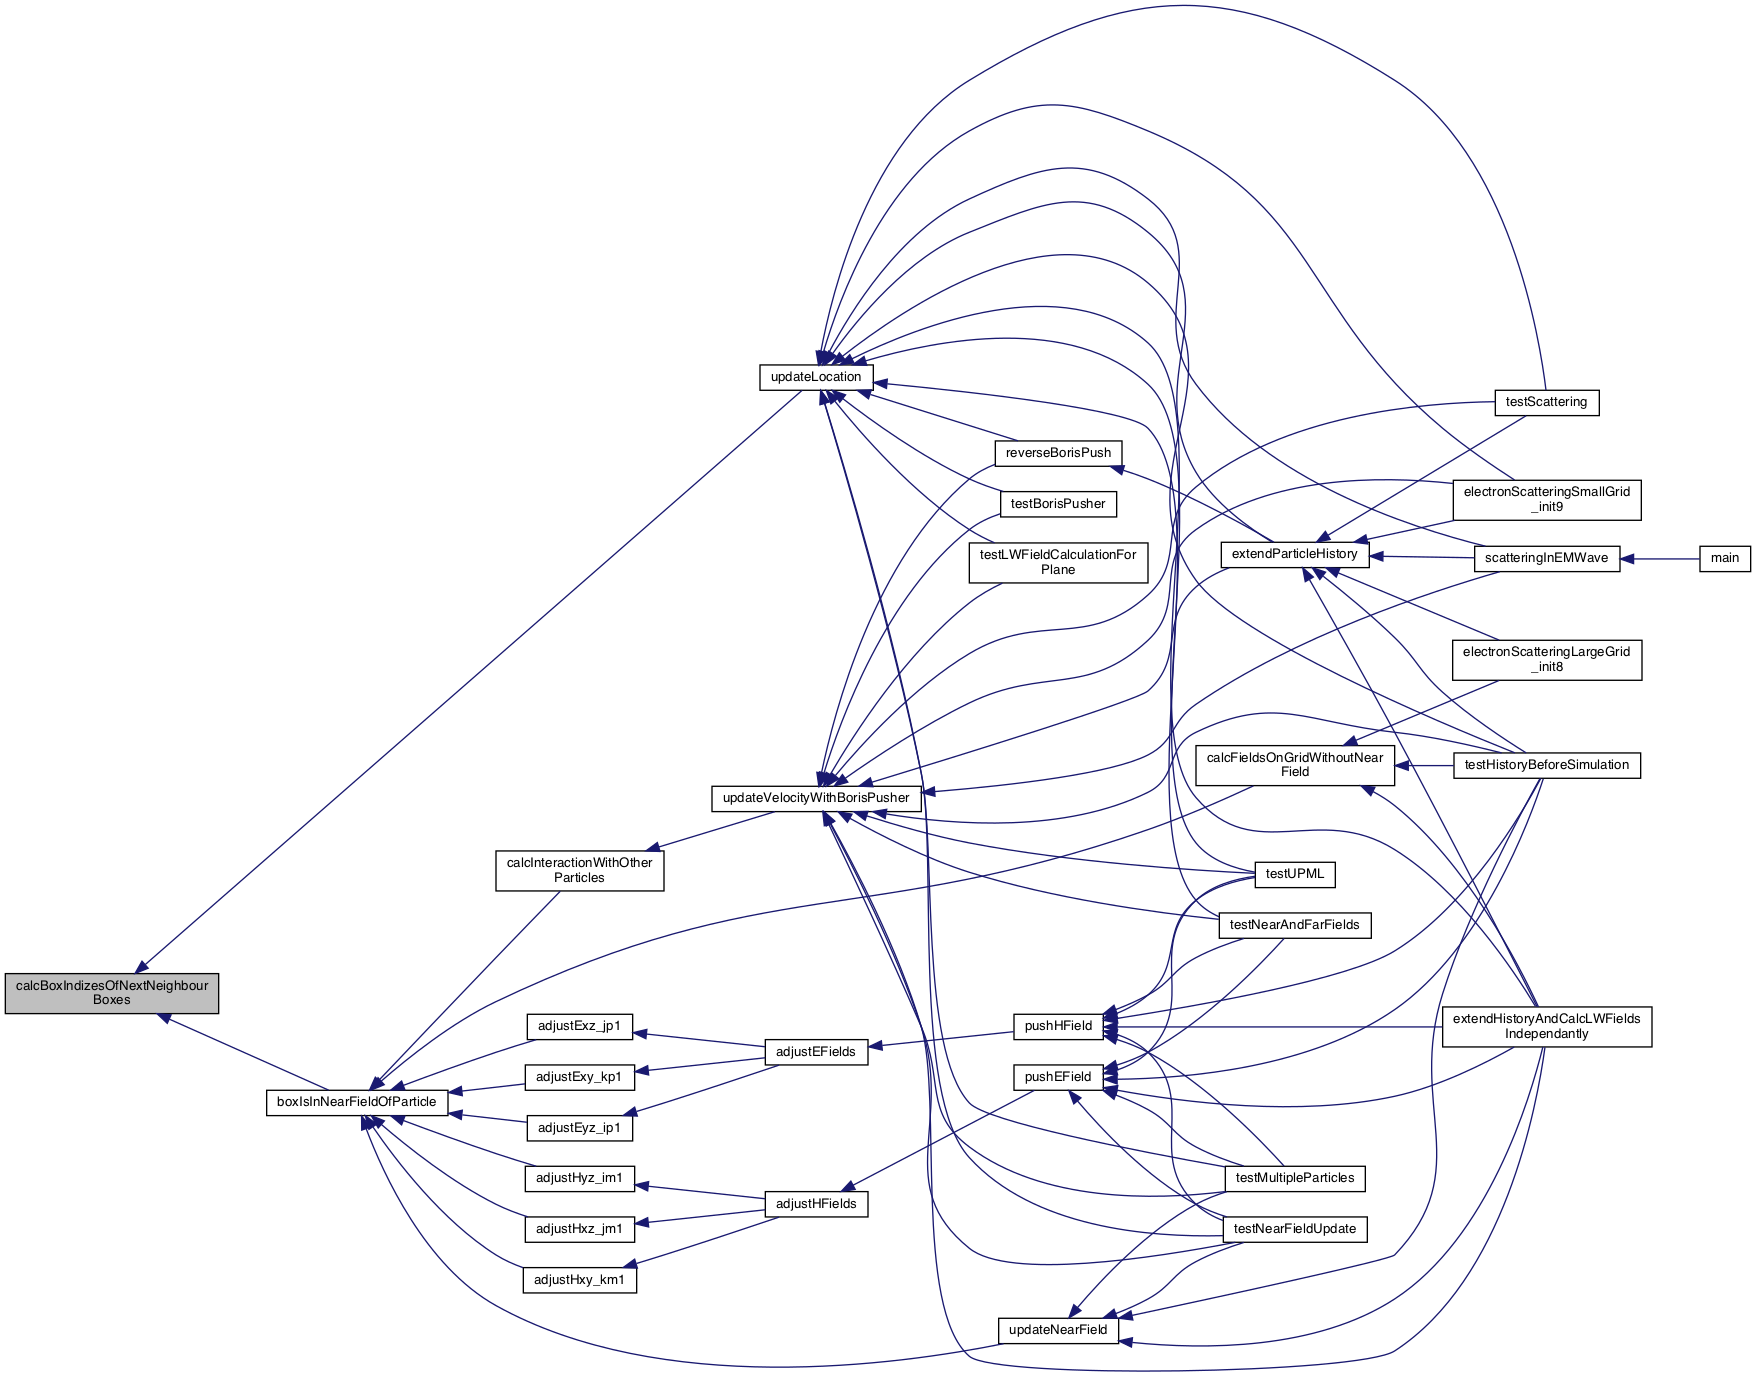 calcBoxIndizesOfNextNeighbour
Boxes
updateLocation
boxIsInNearFieldOfParticle
updateVelocityWithBorisPusher
calcInteractionWithOther
Particles
adjustExz_jp1
adjustExy_kp1
adjustEyz_ip1
adjustHyz_im1
adjustHxz_jm1
adjustHxy_km1
adjustEFields
adjustHFields
reverseBorisPush
testBorisPusher
testLWFieldCalculationFor
Plane
pushHField
pushEField
updateNearField
extendParticleHistory
calcFieldsOnGridWithoutNear
Field
testUPML
testNearAndFarFields
testMultipleParticles
testNearFieldUpdate
testScattering
electronScatteringSmallGrid
_init9
scatteringInEMWave
main
electronScatteringLargeGrid
_init8
testHistoryBeforeSimulation
extendHistoryAndCalcLWFields
Independantly